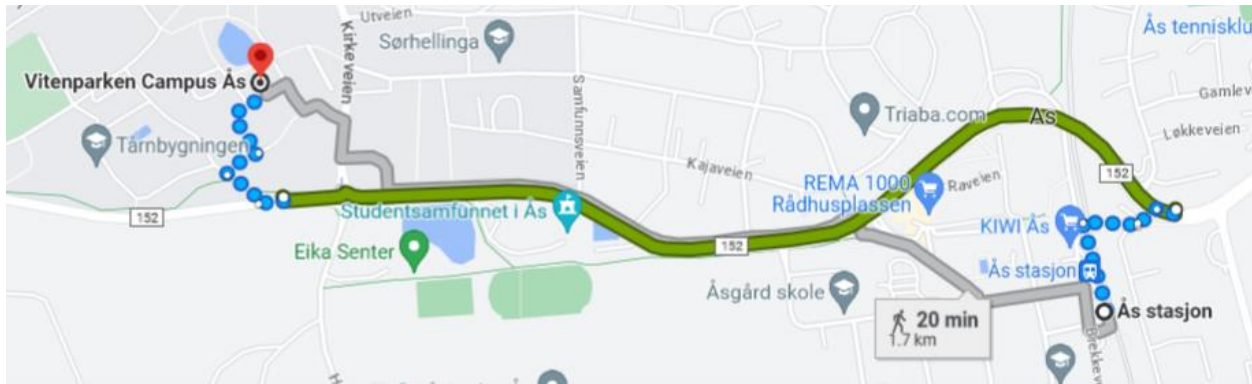 Utveien
Kirkeveien
Sørhellinga
Ås tennisklu
Vitenparken Campus Ås
Samfunnsveien
Gamlev
Triaba.com
Ås
Løkkeveien
Tårnbygningen
Kajaveien
REMA 1000
Rådhusplassen
Raveien
152
152
Studentsamfunnet i Ås
KIWI Ås
152
Eika Senter
Ås stasjon
Åsgård skole
20 min
1.7 km
Ås stasjon
Brekkeve